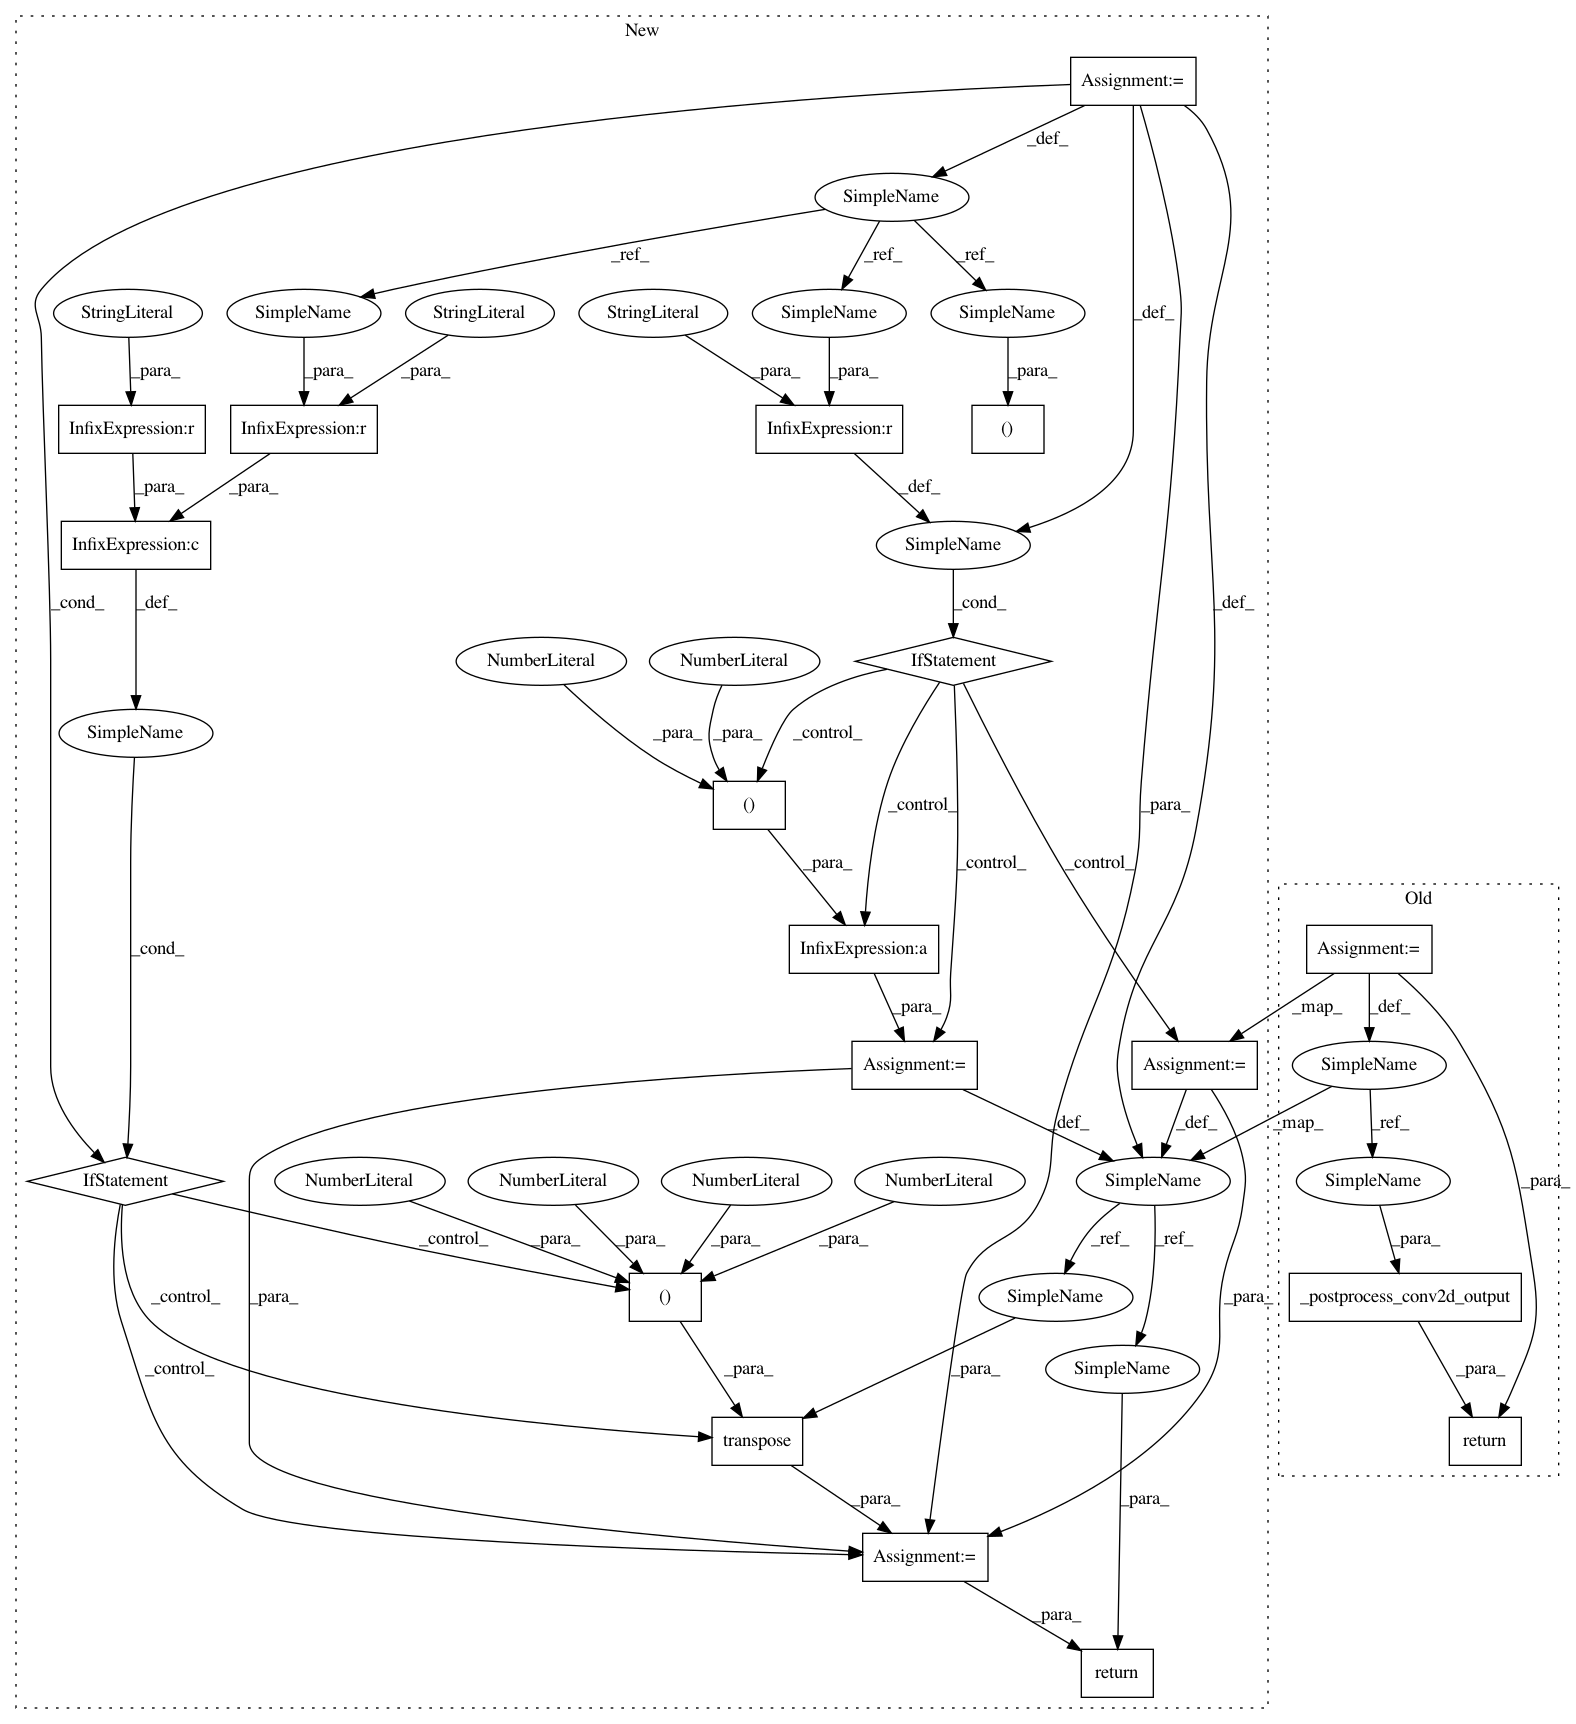 New
Assignment:=
_def_
SimpleName
_ref_
_ref_
_ref_
_def_
StringLiteral
SimpleName
StringLiteral
StringLiteral
SimpleName
SimpleName
_para_
_para_
_para_
_para_
_para_
_para_
InfixExpression:r
InfixExpression:r
InfixExpression:r
()
_para_
_para_
_def_
InfixExpression:c
SimpleName
_cond_
_def_
_cond_
_def_
NumberLiteral
NumberLiteral
IfStatement
SimpleName
_para_
_para_
_control_
()
_control_
_para_
_para_
_control_
_control_
Old
_cond_
InfixExpression:a
Assignment:=
_para_
_map_
_def_
Assignment:=
Assignment:=
SimpleName
_def_
_def_
_map_
_ref_
IfStatement
NumberLiteral
NumberLiteral
NumberLiteral
NumberLiteral
SimpleName
SimpleName
_para_
_control_
_para_
_para_
_para_
_para_
_ref_
_ref_
_para_
_control_
_para_
()
SimpleName
_para_
_postprocess_conv2d_output
_control_
_para_
_para_
SimpleName
_para_
transpose
return
_para_
_para_
Assignment:=
_para_
return